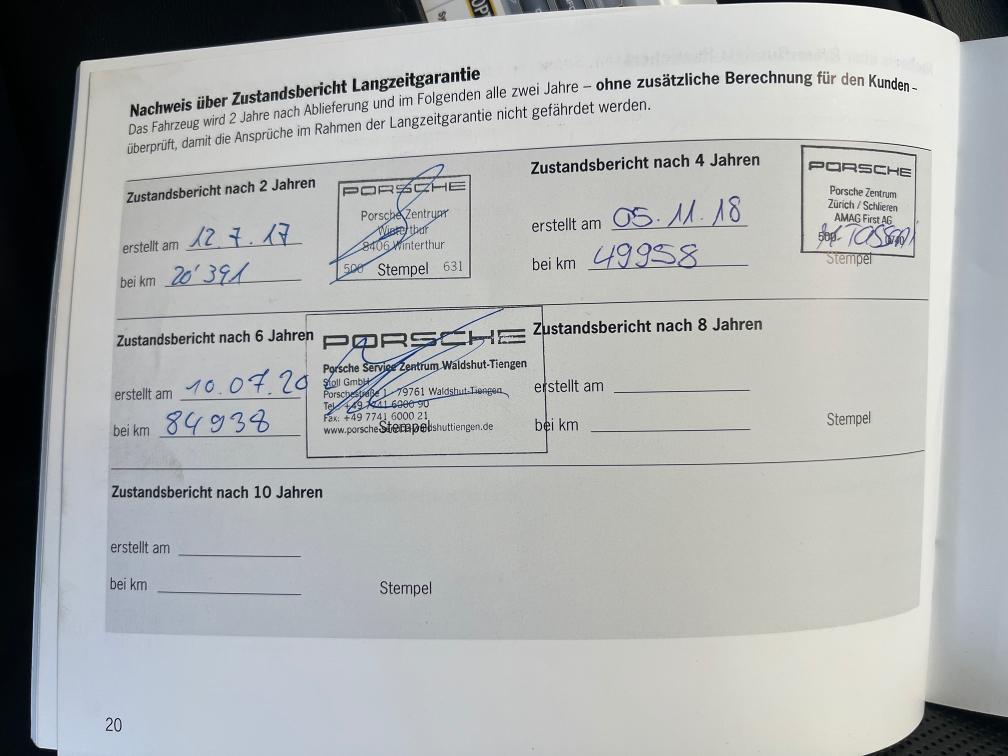 Nachweis über Zustandsbericht Langzeitgarantie
Das Fahrzeug wird 2 Jahre nach Ablieferung und im Folgenden alle zwei Jahre – ohne zusätzliche Berechnung für den Kunden –
überprüft, damit die Ansprüche im Rahmen der Langzeitgarantie nicht gefährdet werden.
Zustandsbericht nach 2 Jahren
erstellt am 12.7.17
bei km 20'391
PORSCHE
Porsche Zentrum
Winterthur
8406 Winterthur
500 Stempel 631
Zustandsbericht nach 4 Jahren
erstellt am 05.11.18
bei km 49958
PORSCHE
Porsche Zentrum
Zürich / Schlieren
AMAG First AG
Stempel
Zustandsbericht nach 6 Jahren
erstellt am 10.07.20
bei km 84938
PORSCHE
Porsche Service Zentrum Waldshut-Tiengen
Stoll GmbH
Porschestraße 1 79761 Waldshut-Tiengen
Tel. +49 7741 6000 90
Fax: +49 7741 6000 21
Stempel
Zustandsbericht nach 8 Jahren
erstellt am
bei km
Stempel
Zustandsbericht nach 10 Jahren
erstellt am
bei km
Stempel
20